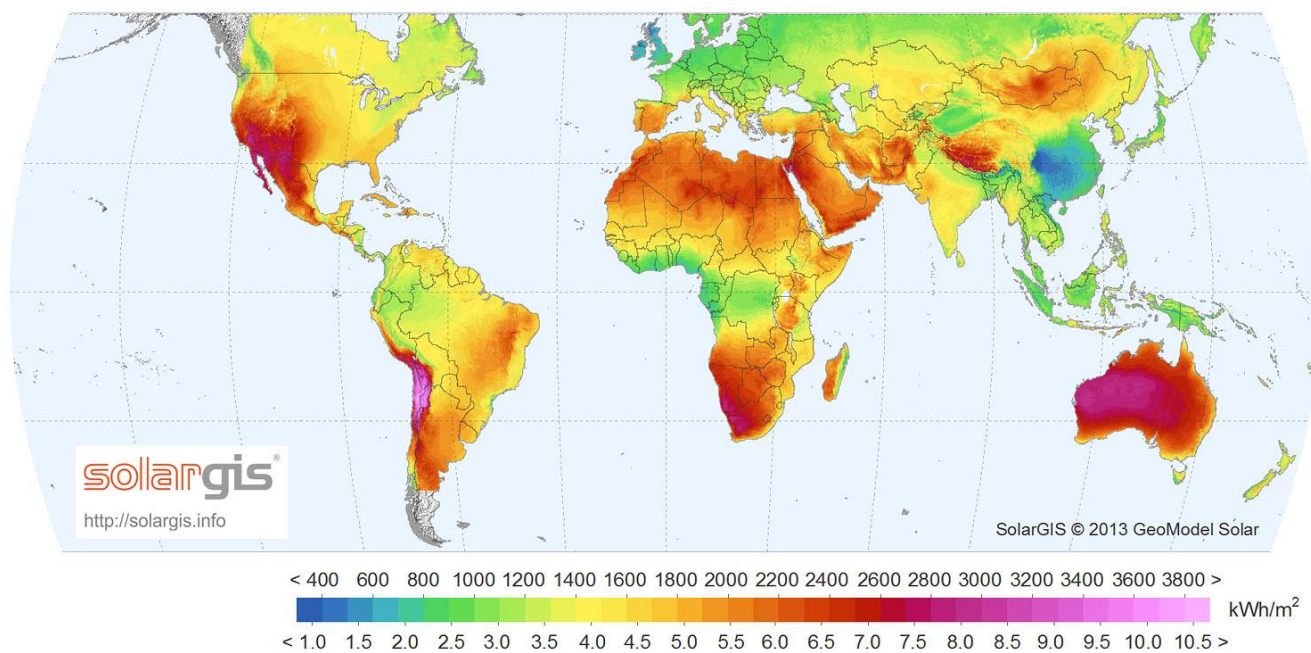 solargis®
http://solargis.info
SolarGIS © 2013 GeoModel Solar
< 400 600 800 1000 1200 1400 1600 1800 2000 2200 2400 2600 2800 3000 3200 3400 3600 3800 >
kWh/m²
< 1.0 1.5 2.0 2.5 3.0 3.5 4.0 4.5 5.0 5.5 6.0 6.5 7.0 7.5 8.0 8.5 9.0 9.5 10.0 10.5 >